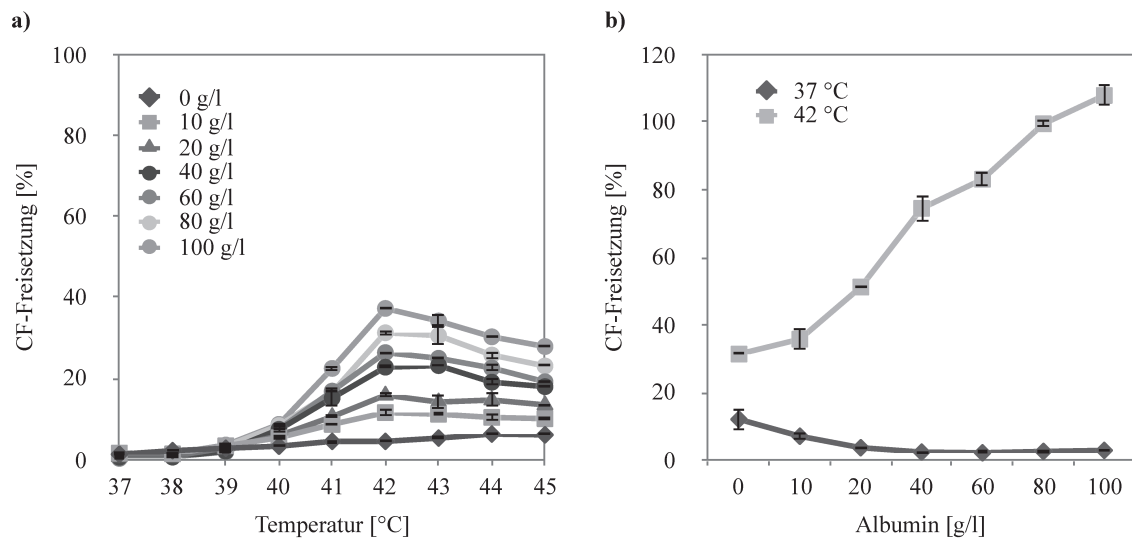 a)
CF-Freisetzung [%]
100
80
60
40
20
0
0 g/l
10 g/l
20 g/l
40 g/l
60 g/l
80 g/l
100 g/l
37 38 39 40 41 42 43 44 45
Temperatur [°C]
b)
CF-Freisetzung [%]
120
100
80
60
40
20
0
37 °C
42 °C
0 10 20 40 60 80 100
Albumin [g/l]